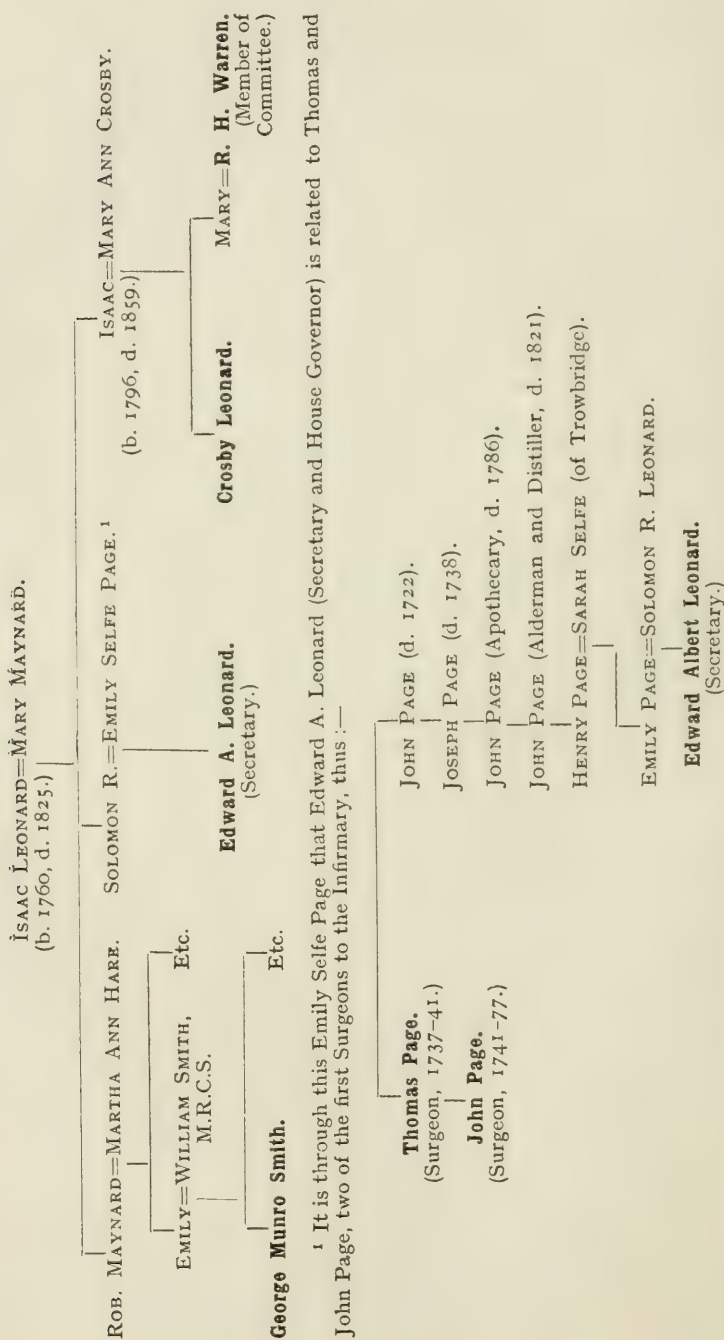 ISAAC LEONARD=MARY MAYNARD.
(b. 1760, d. 1825.)
ROB. MAYNARD=MARTHA ANN HARE. SOLOMON R.=EMILY SELFE PAGE.¹ ISAAC=MARY ANN CROSBY.
(b. 1796, d. 1859.)
EMILY=WILLIAM SMITH, Etc.
M.R.C.S.
Edward A. Leonard.
(Secretary.)
Crosby Leonard. MARY=R. H. Warren.
(Member of
Committee.)
George Munro Smith. Etc.
¹ It is through this Emily Selfe Page that Edward A. Leonard (Secretary and House Governor) is related to Thomas and
John Page, two of the first Surgeons to the Infirmary, thus :—
Thomas Page.
(Surgeon, 1737-41.)
John Page.
(Surgeon, 1741-77.)
JOHN PAGE (d. 1722).
JOSEPH PAGE (d. 1738).
JOHN PAGE (Apothecary, d. 1786).
JOHN PAGE (Alderman and Distiller, d. 1821).
HENRY PAGE=SARAH SELFE (of Trowbridge).
EMILY PAGE=SOLOMON R. LEONARD.
Edward Albert Leonard.
(Secretary.)